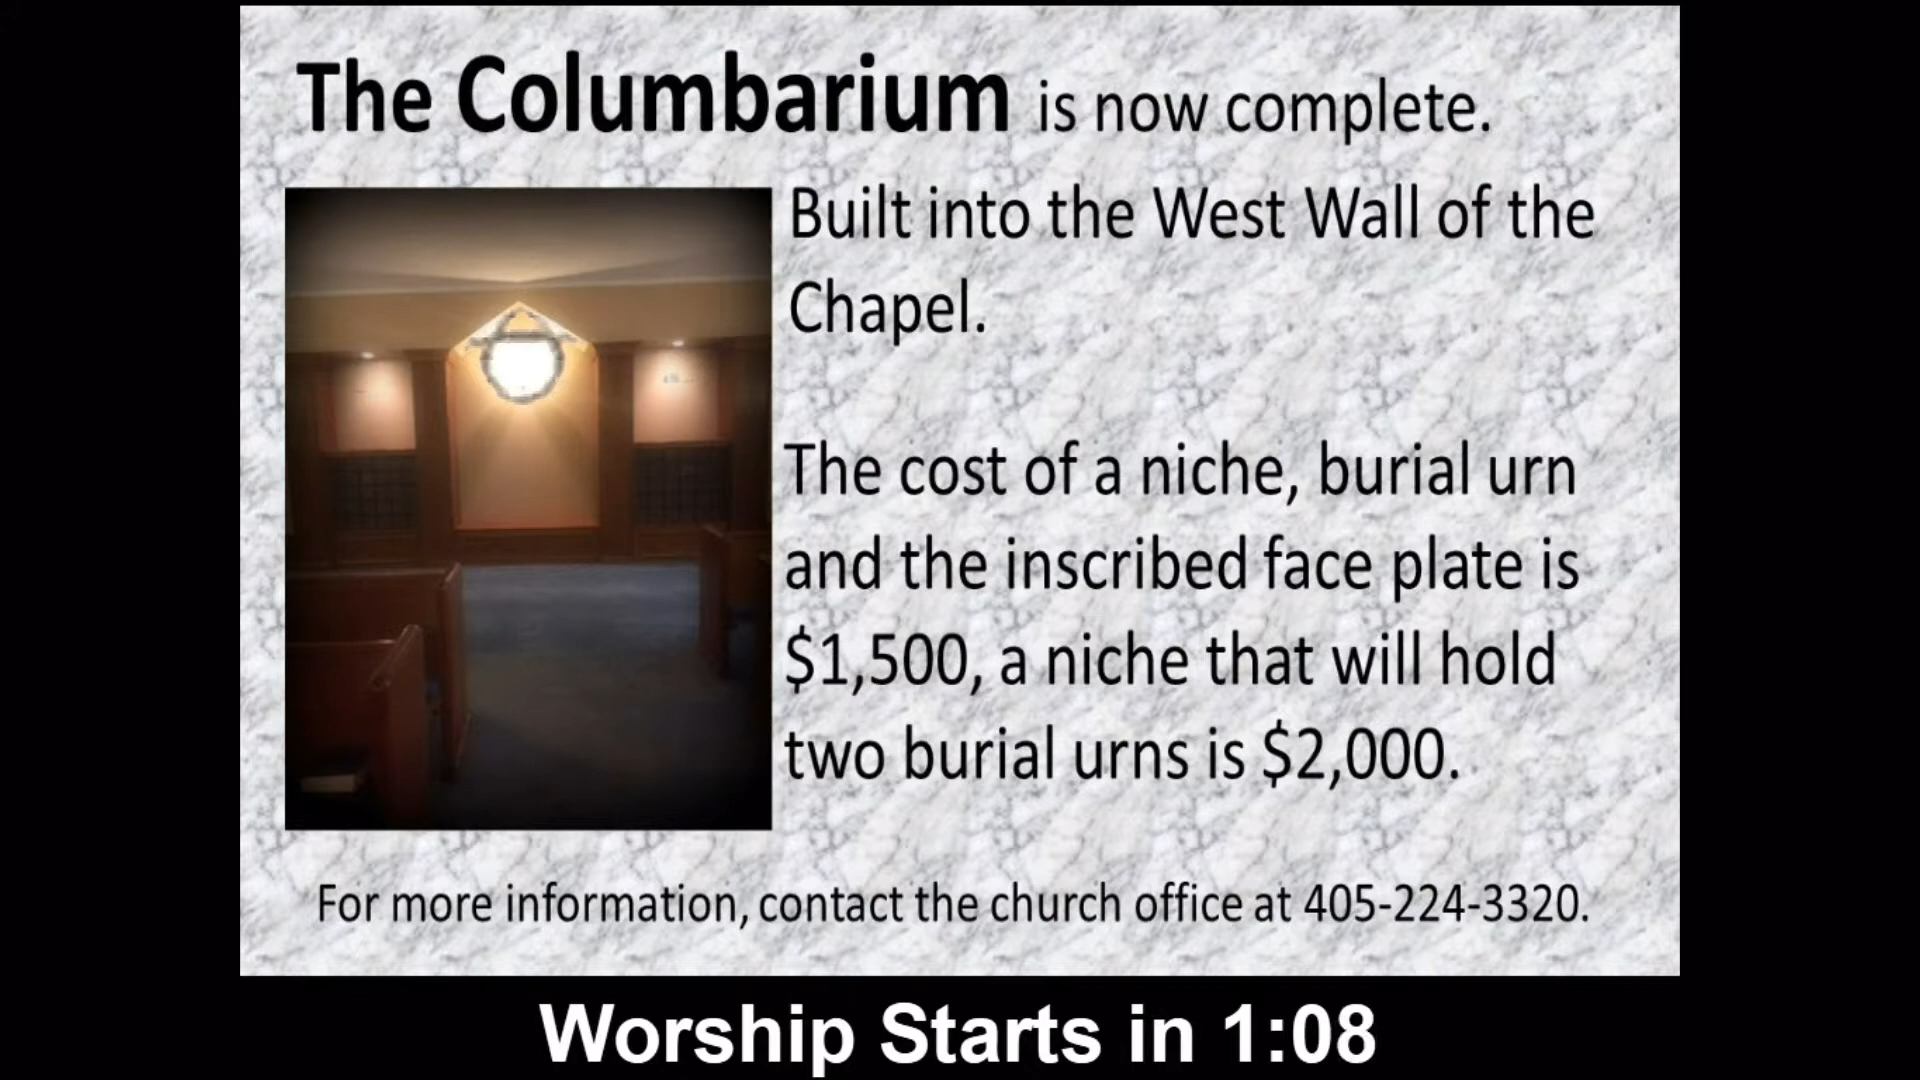 The Columbarium is now complete.
Built into the West Wall of the
Chapel.
The cost of a niche, burial urn
and the inscribed face plate is
$1,500, a niche that will hold
two burial urns is $2,000.
For more information, contact the church office at 405-224-3320.
Worship Starts in 1:08